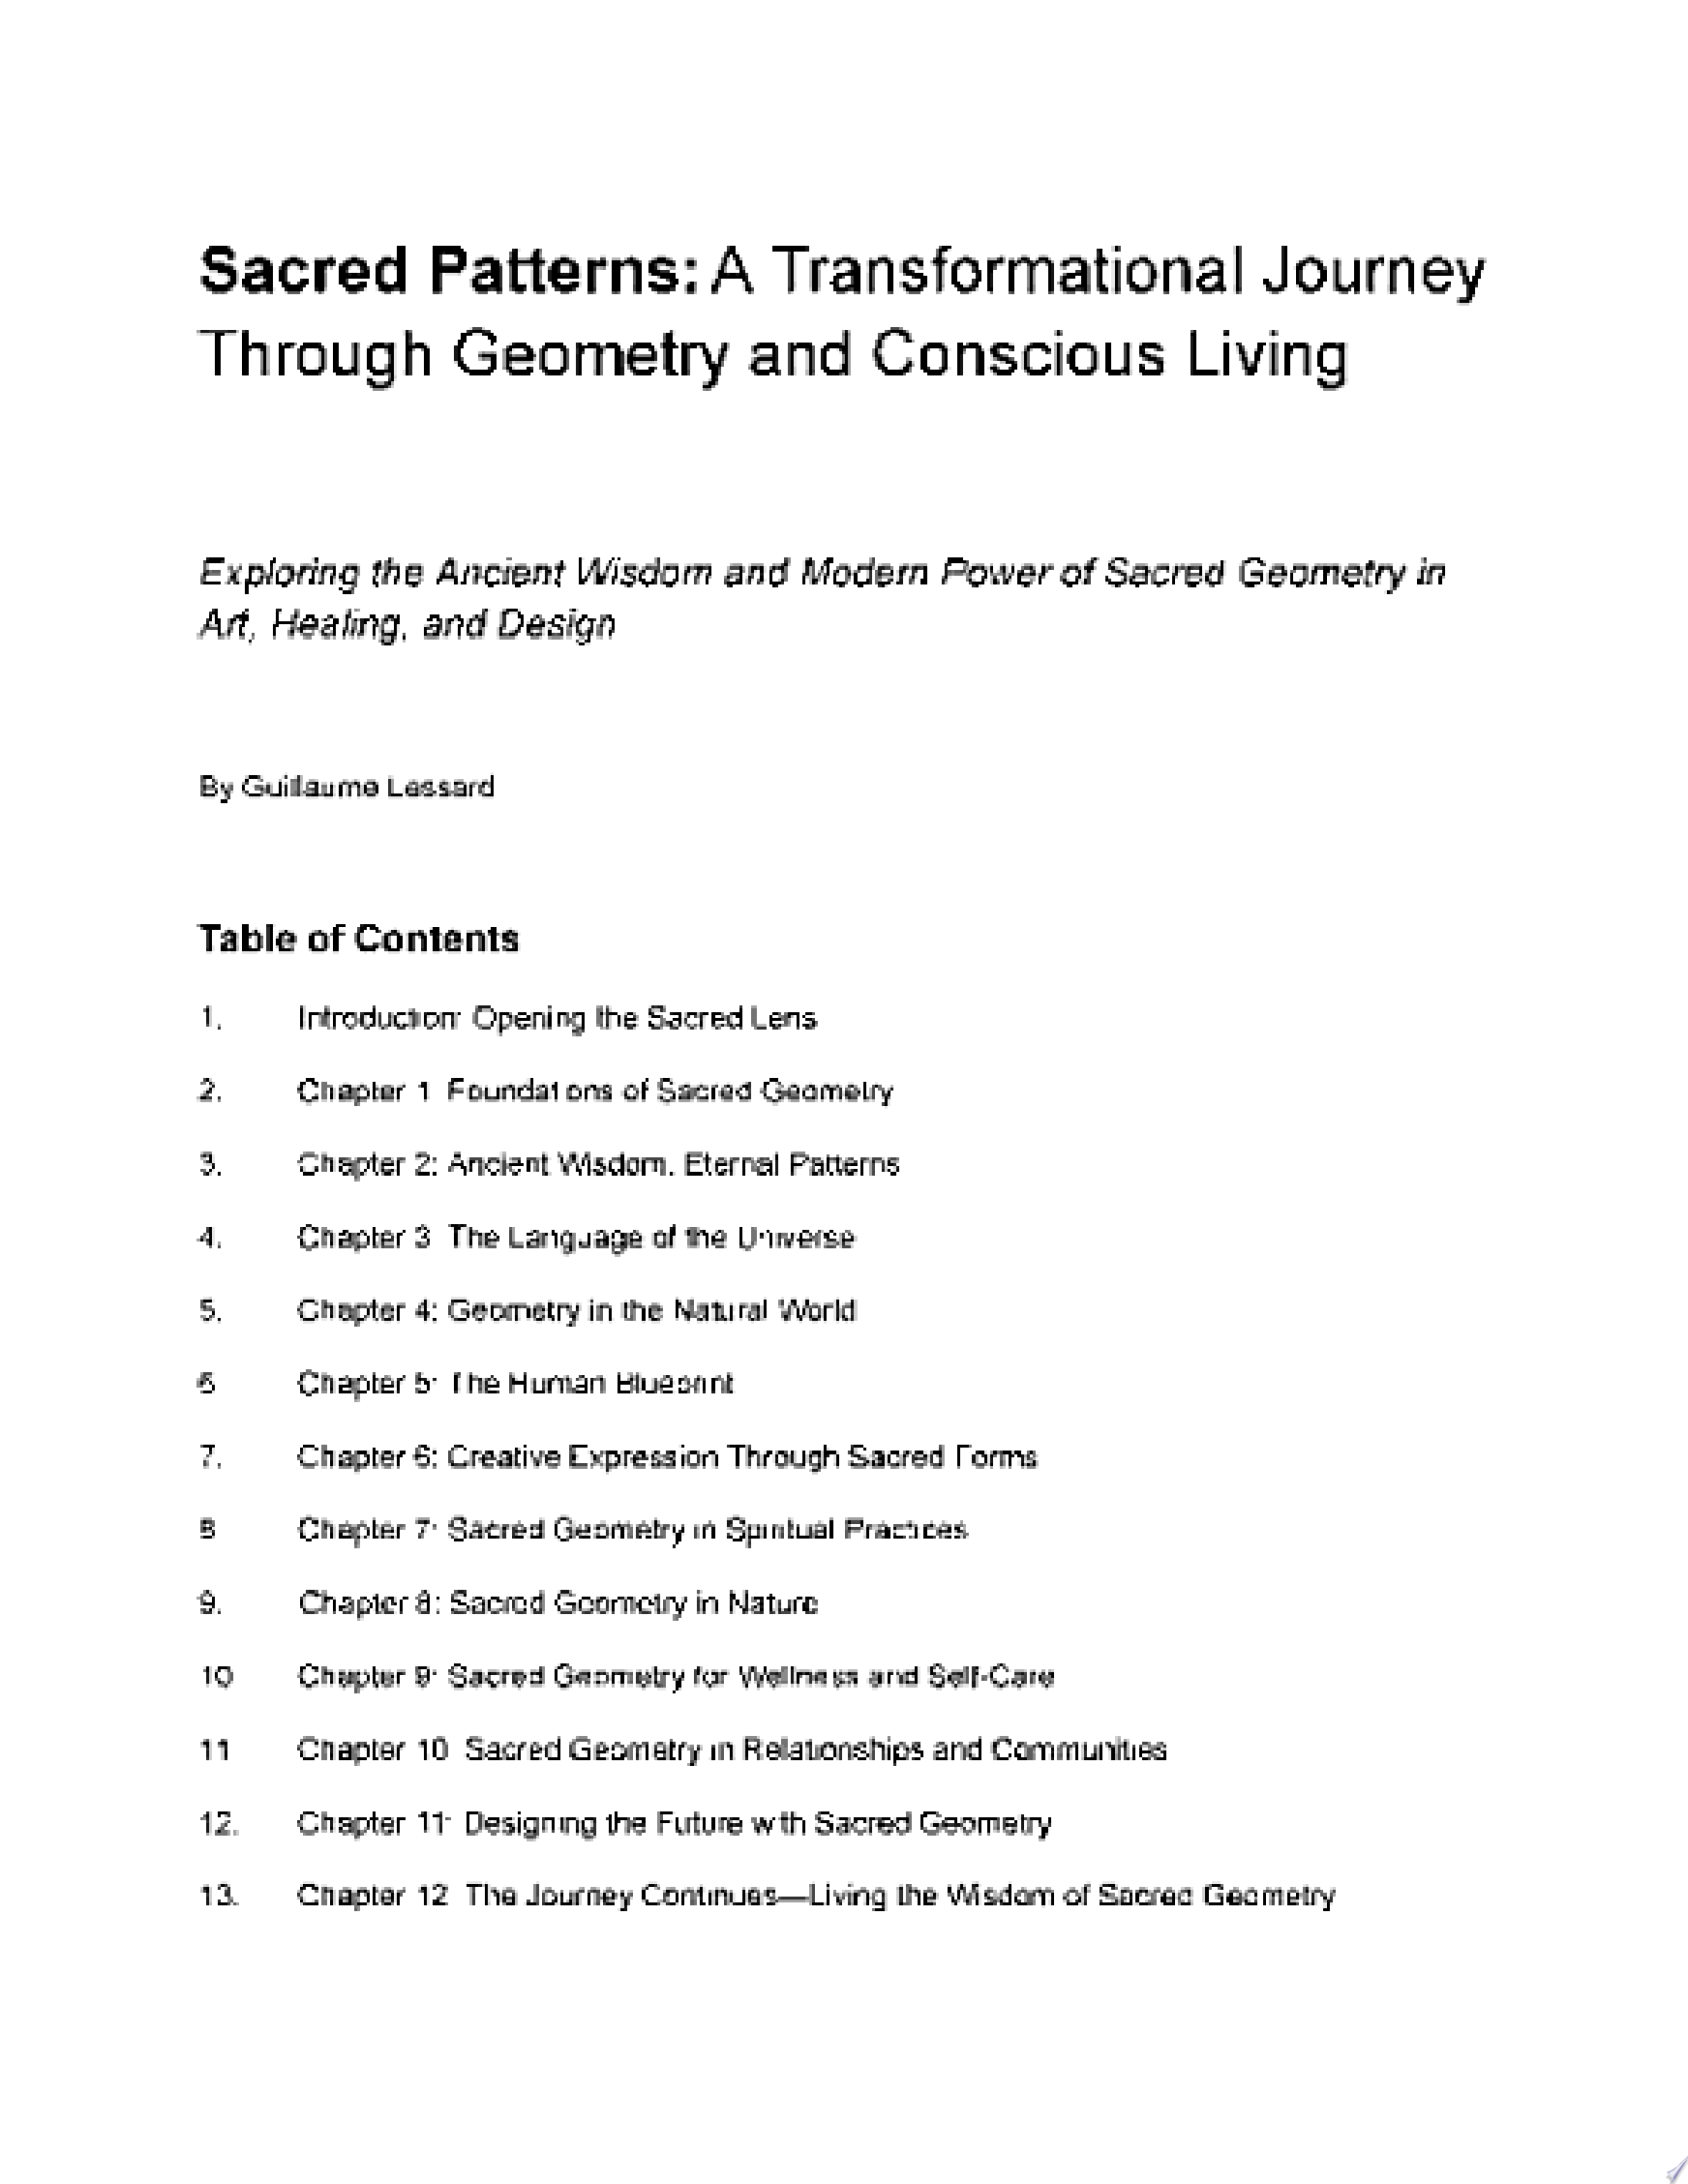 Sacred Patterns: A Transformational Journey
Through Geometry and Conscious Living
Exploring the Ancient Wisdom and Modern Power of Sacred Geometry in
Art, Healing, and Design
By Guillaume Lessard
Table of Contents
1. Introduction: Opening the Sacred Lens
2. Chapter 1: Foundations of Sacred Geometry
3. Chapter 2: Ancient Wisdom, Eternal Patterns
4. Chapter 3: The Language of the Universe
5. Chapter 4: Geometry in the Natural World
6. Chapter 5: The Human Blueprint
7. Chapter 6: Creative Expression Through Sacred Forms
8. Chapter 7: Sacred Geometry in Spiritual Practices
9. Chapter 8: Sacred Geometry in Nature
10. Chapter 9: Sacred Geometry for Wellness and Self-Care
11. Chapter 10: Sacred Geometry in Relationships and Communities
12. Chapter 11: Designing the Future with Sacred Geometry
13. Chapter 12: The Journey Continues—Living the Wisdom of Sacred Geometry